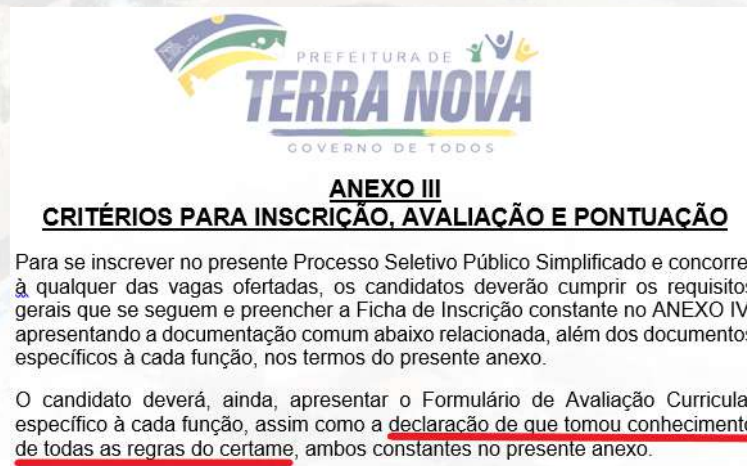 PREFEITURA DE
TERRA NOVA
GOVERNO DE TODOS
ANEXO III
CRITÉRIOS PARA INSCRIÇÃO, AVALIAÇÃO E PONTUAÇÃO
Para se inscrever no presente Processo Seletivo Público Simplificado e concorre
à qualquer das vagas ofertadas, os candidatos deverão cumprir os requisitos
gerais que se seguem e preencher a Ficha de Inscrição constante no ANEXO IV
apresentando a documentação comum abaixo relacionada, além dos documentos
específicos à cada função, nos termos do presente anexo.
O candidato deverá, ainda, apresentar o Formulário de Avaliação Curricula
específico à cada função, assim como a declaração de que tomou conhecimento
de todas as regras do certame, ambos constantes no presente anexo.